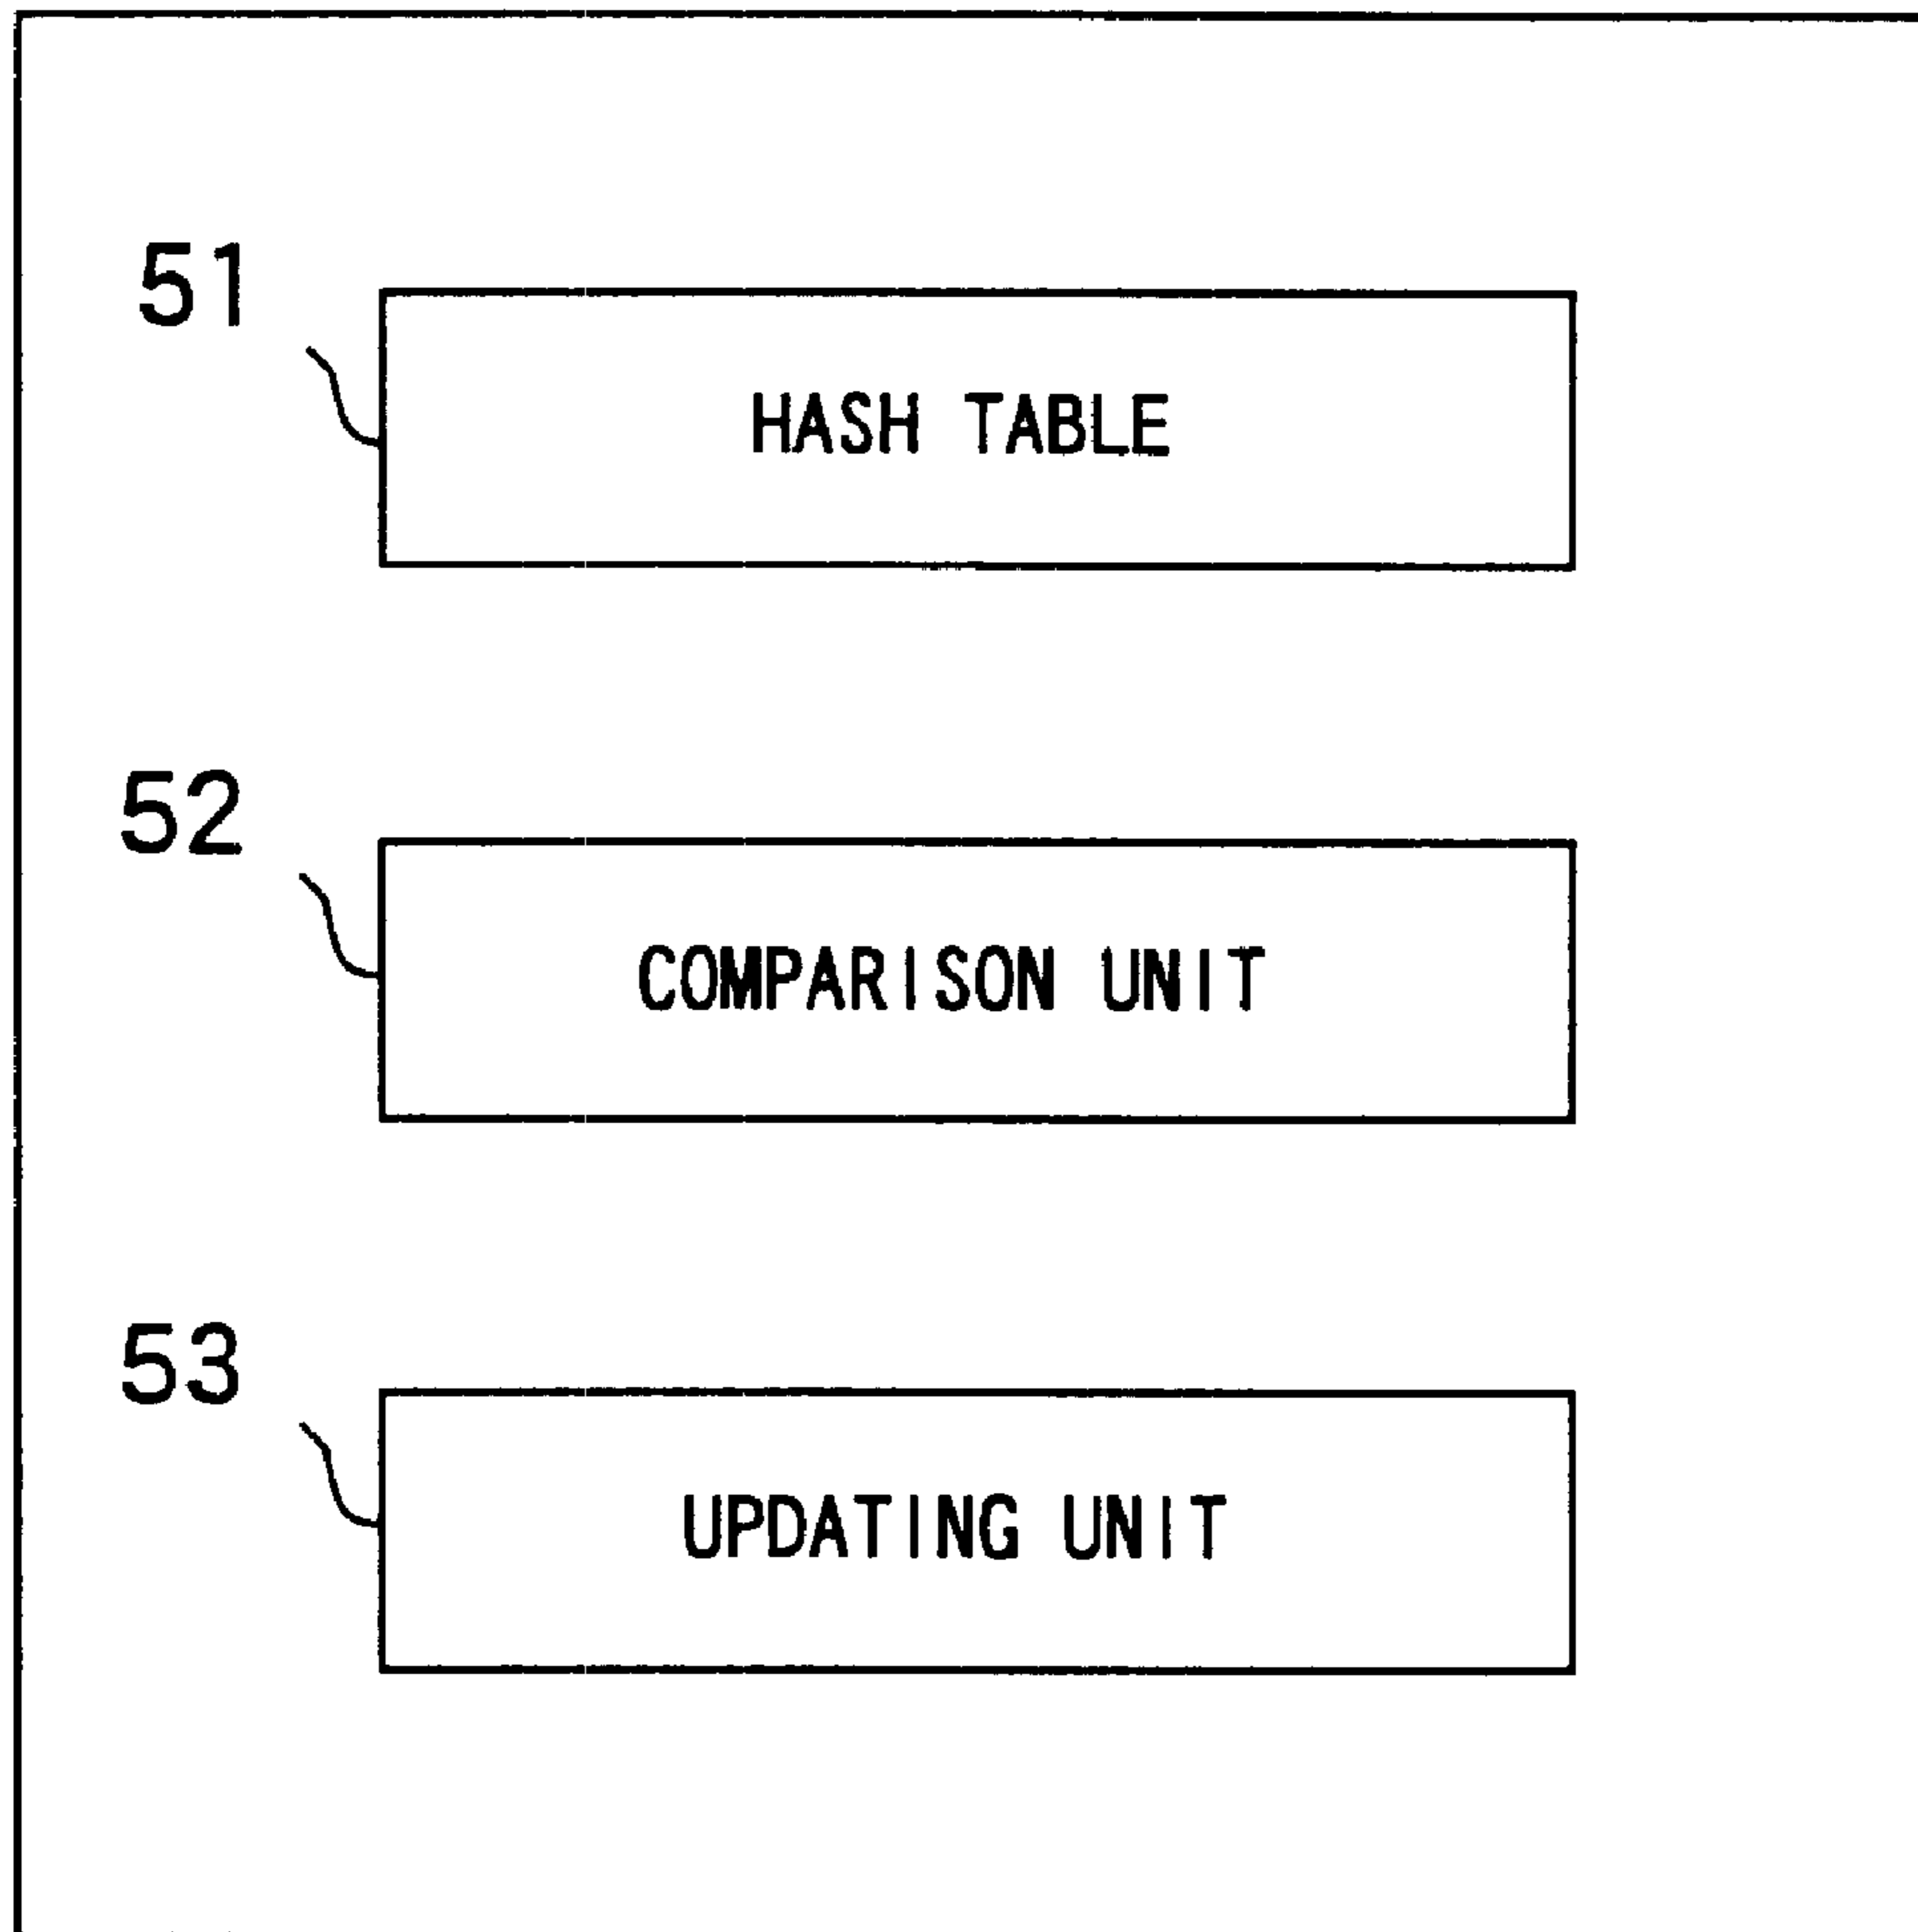 51
HASH TABLE
52
COMPARISON UNIT
53
UPDATING UNIT